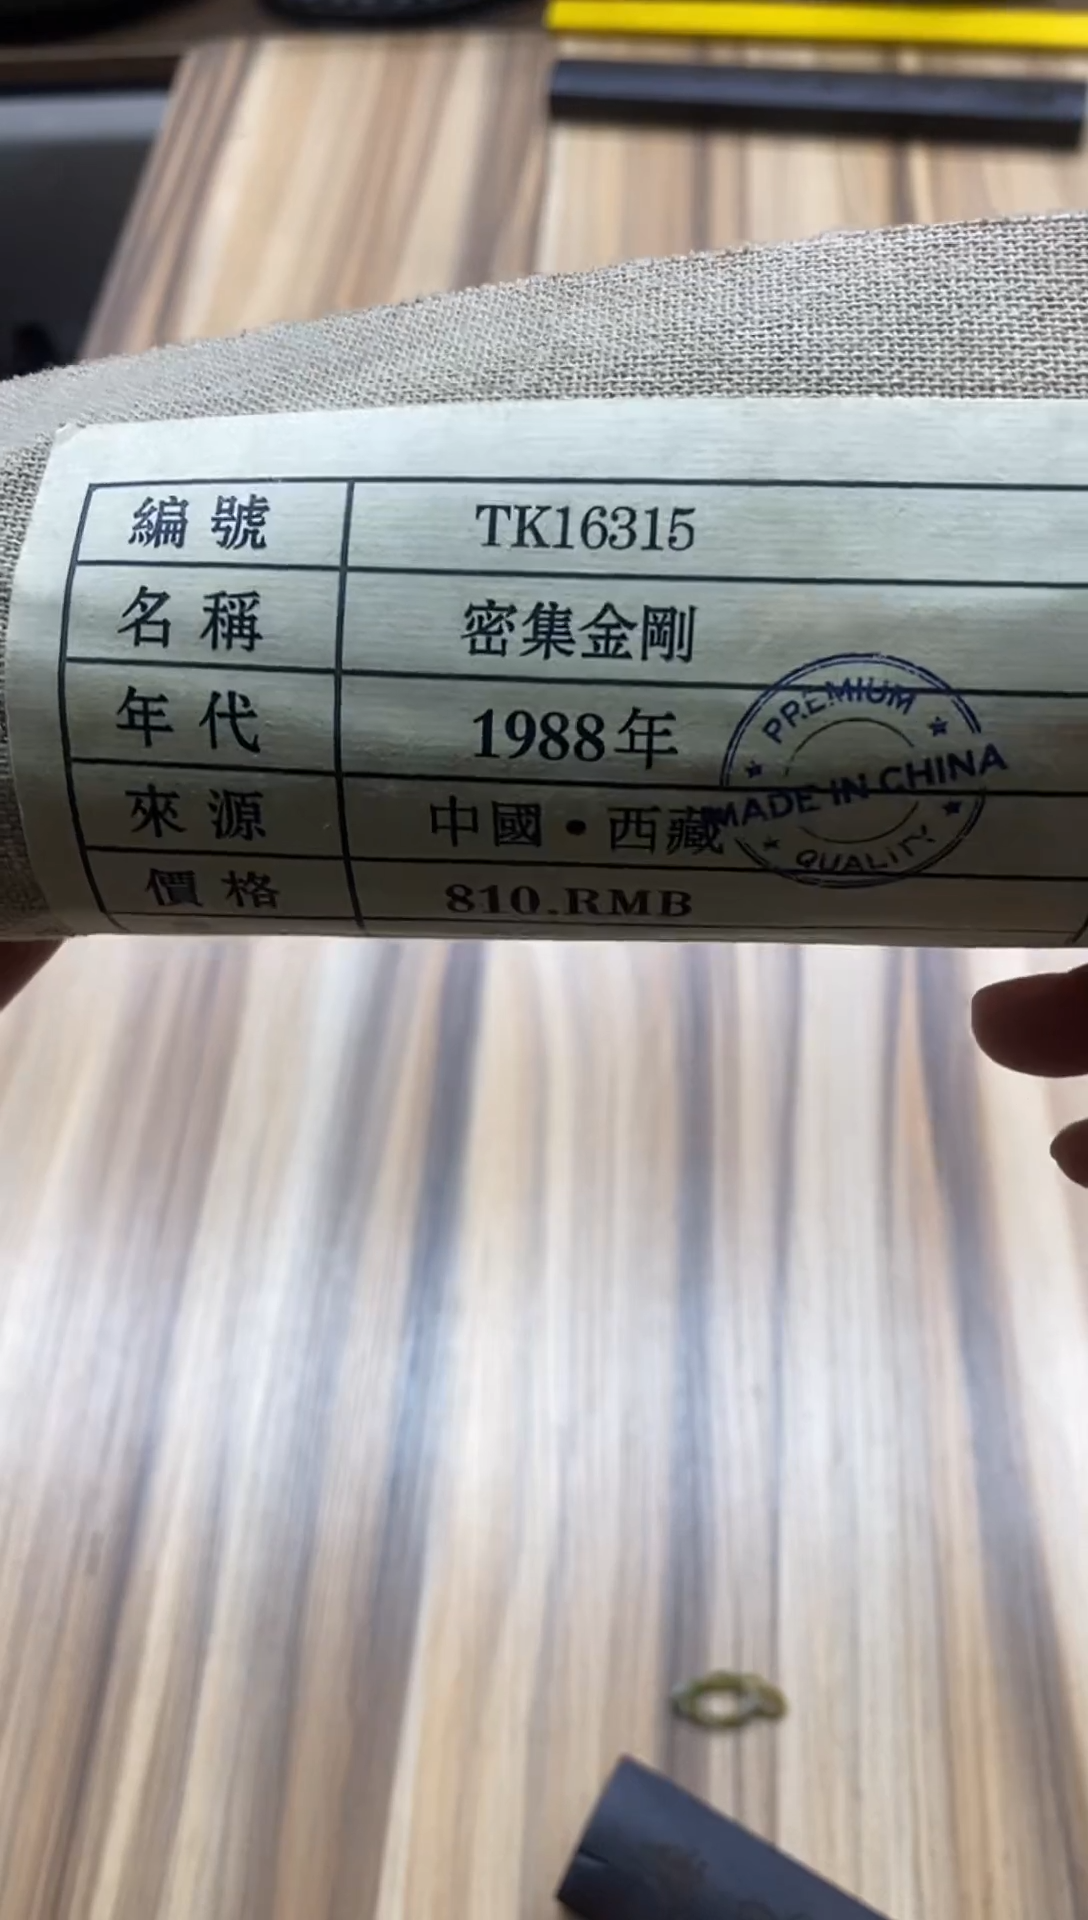 編號 TK16315
名稱 密集金剛
年代 1988年
PREMIUM
MADE IN CHINA
QUALITY
來源 中國·西藏
價格 810.RMB